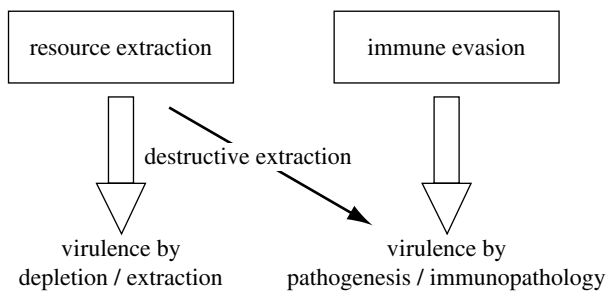 resource extraction
immune evasion
destructive extraction
virulence by
depletion / extraction
virulence by
pathogenesis / immunopathology